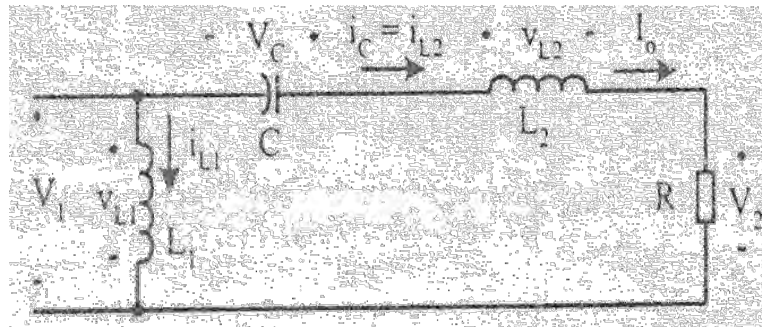 - V_C + i_C = i_L2 + v_L2 - I_o
C
L_2
i_L1
+ + +
V_1 v_L1 L_1 R V_2
- - -